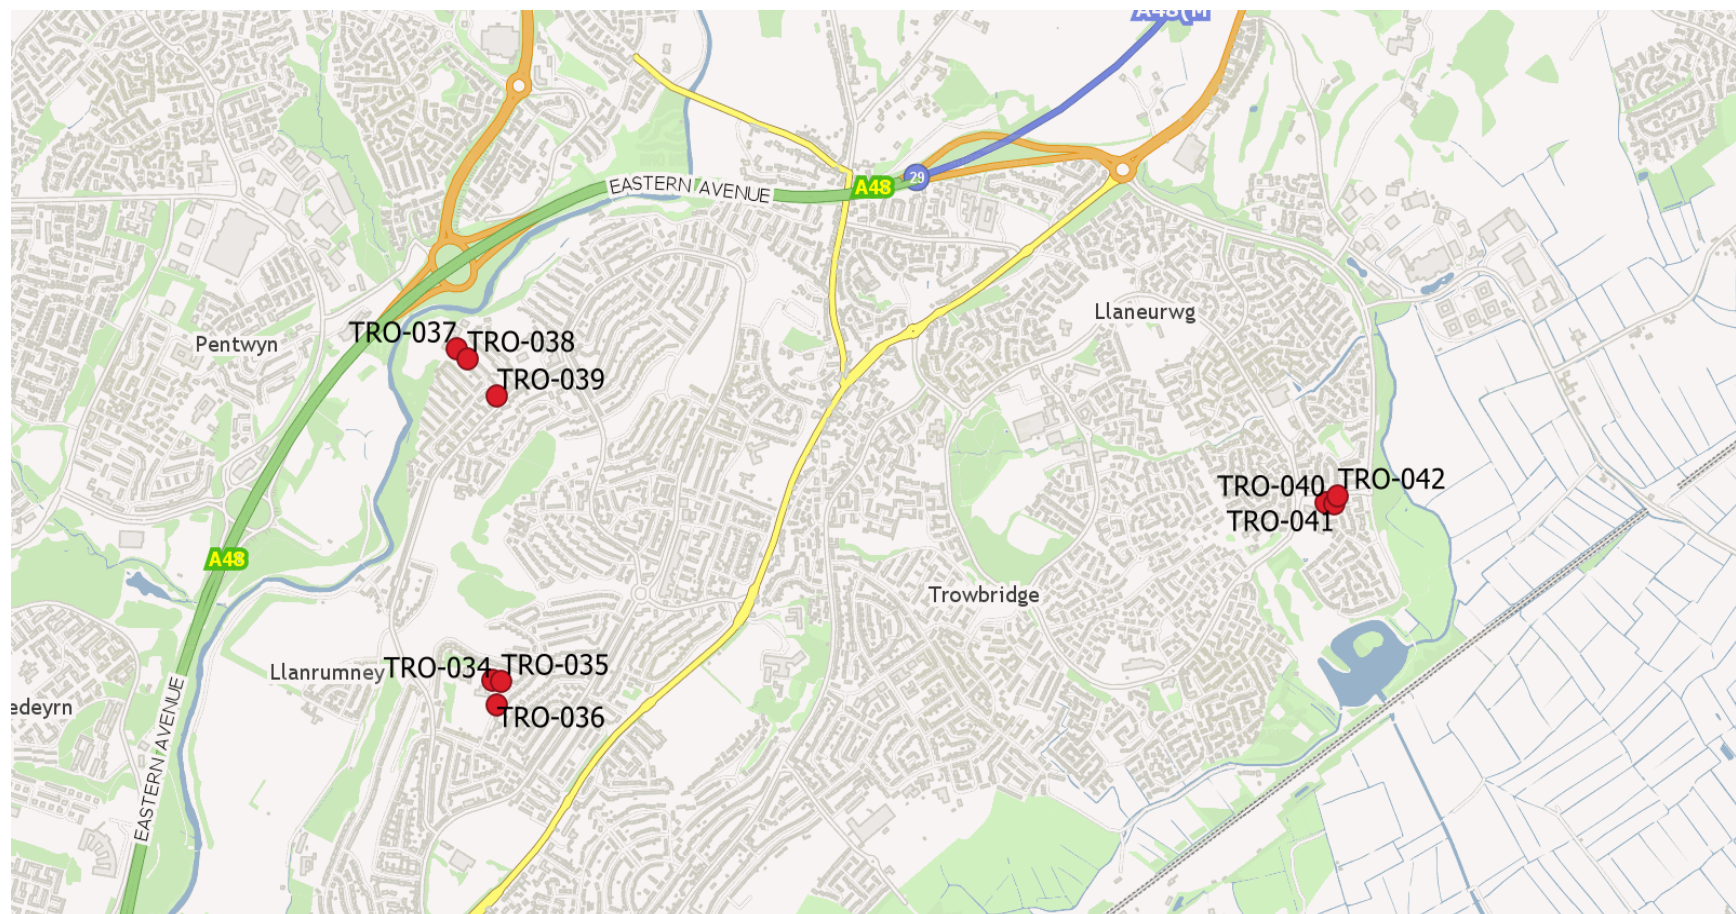 A48(M
29
EASTERN AVENUE
A48
Llaneurwg
TRO-037
TRO-038
Pentwyn
TRO-039
TRO-040
TRO-042
TRO-041
A48
Trowbridge
Llanrumney
TRO-034
TRO-035
edeyrn
TRO-036
EASTERN AVENUE